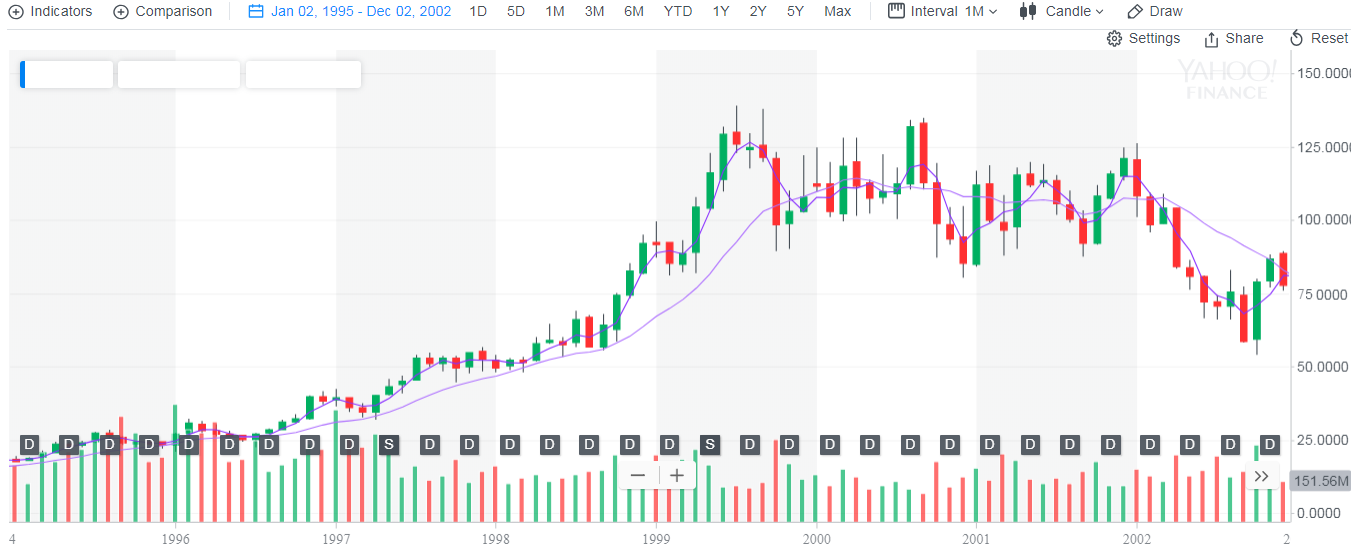 Indicators Comparison Jan 02, 1995 - Dec 02, 2002 1D 5D 1M 3M 6M YTD 1Y 2Y 5Y Max Interval 1M Candle Draw
Settings Share Reset
YAHOO!
FINANCE
150.0000
125.0000
100.0000
75.0000
50.0000
25.0000
D D D D D D D D D S D D D D D D D S D D D D D D D D D D D D D D
151.56M
0.0000
4 1996 1997 1998 1999 2000 2001 2002 2